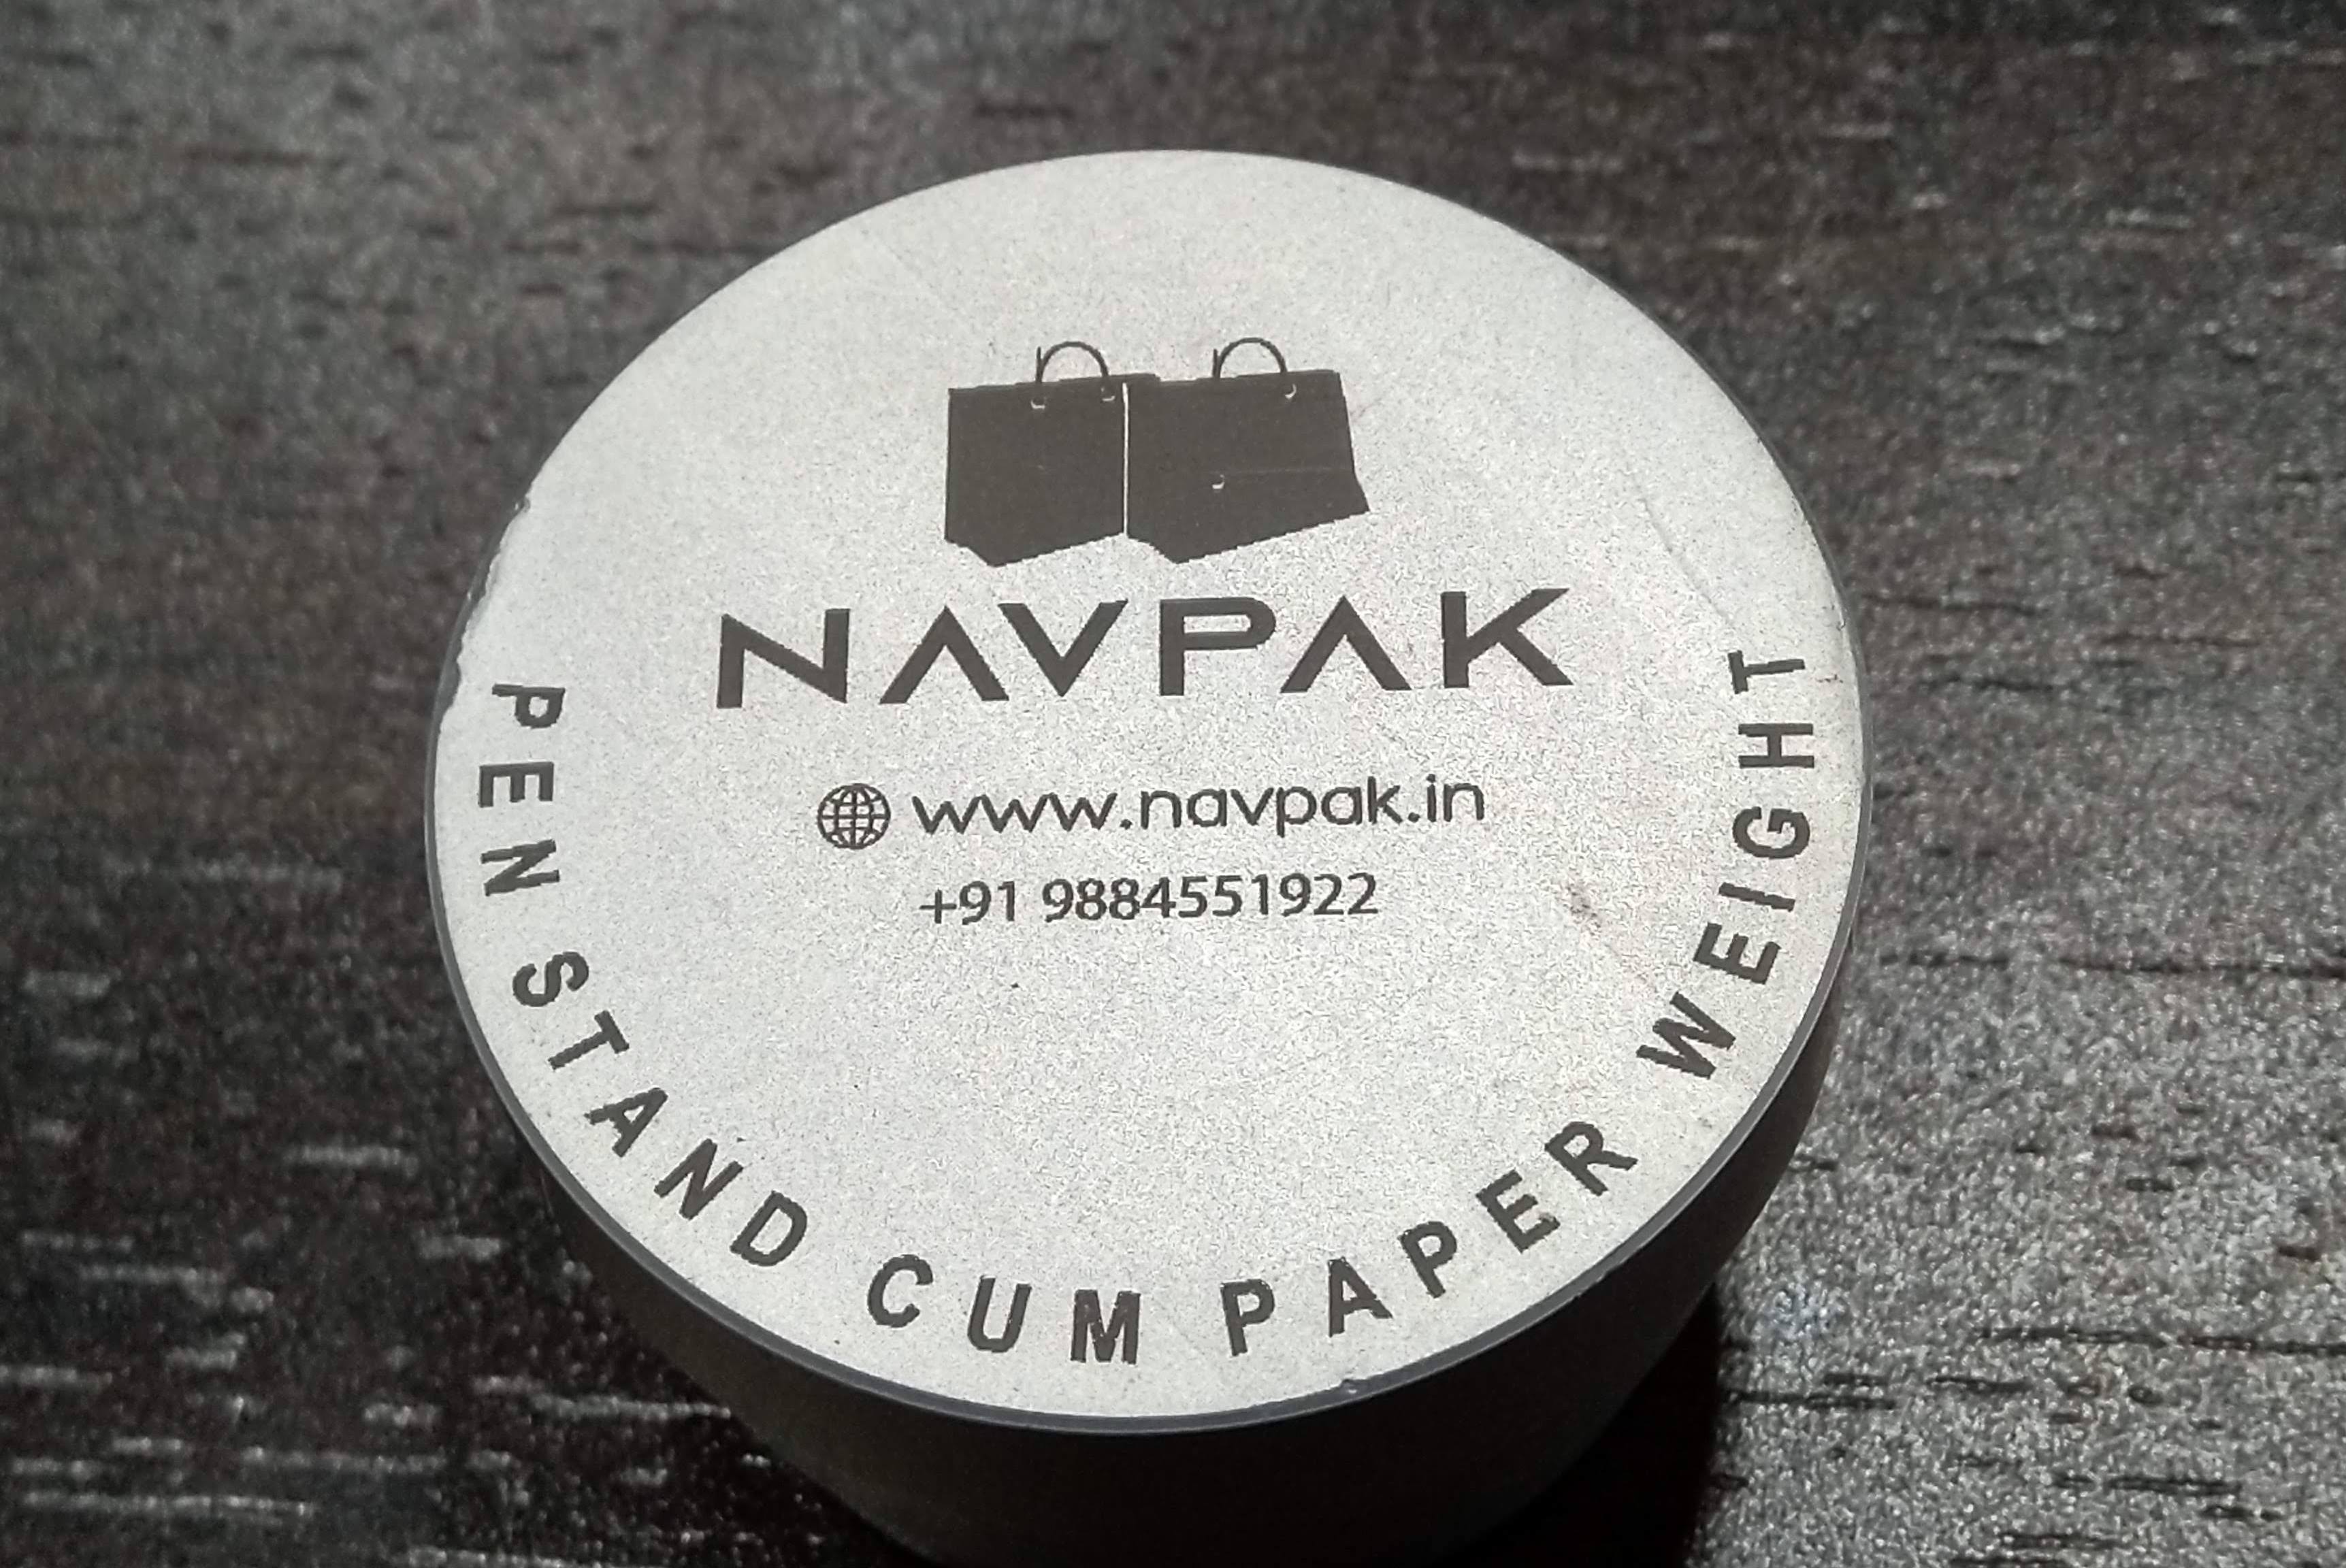 NAVPAK
www.navpak.in
+91 9884551922
PEN STAND CUM PAPER WEIGHT